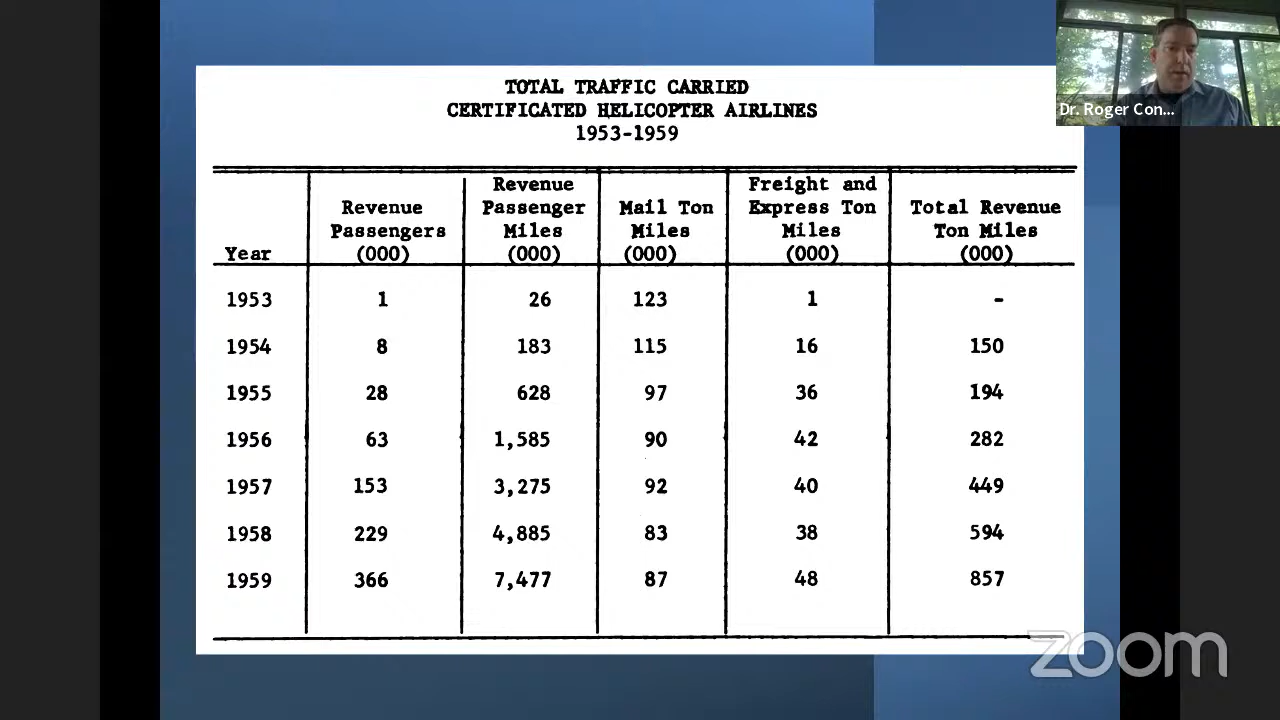 TOTAL TRAFFIC CARRIED
CERTIFICATED HELICOPTER AIRLINES
1953-1959
Dr. Roger Con...
Year Revenue Passengers (000) Revenue Passenger Miles (000) Mail Ton Miles (000) Freight and Express Ton Miles (000) Total Revenue Ton Miles (000)
1953 1 26 123 1 -
1954 8 183 115 16 150
1955 28 628 97 36 194
1956 63 1,585 90 42 282
1957 153 3,275 92 40 449
1958 229 4,885 83 38 594
1959 366 7,477 87 48 857
zoom